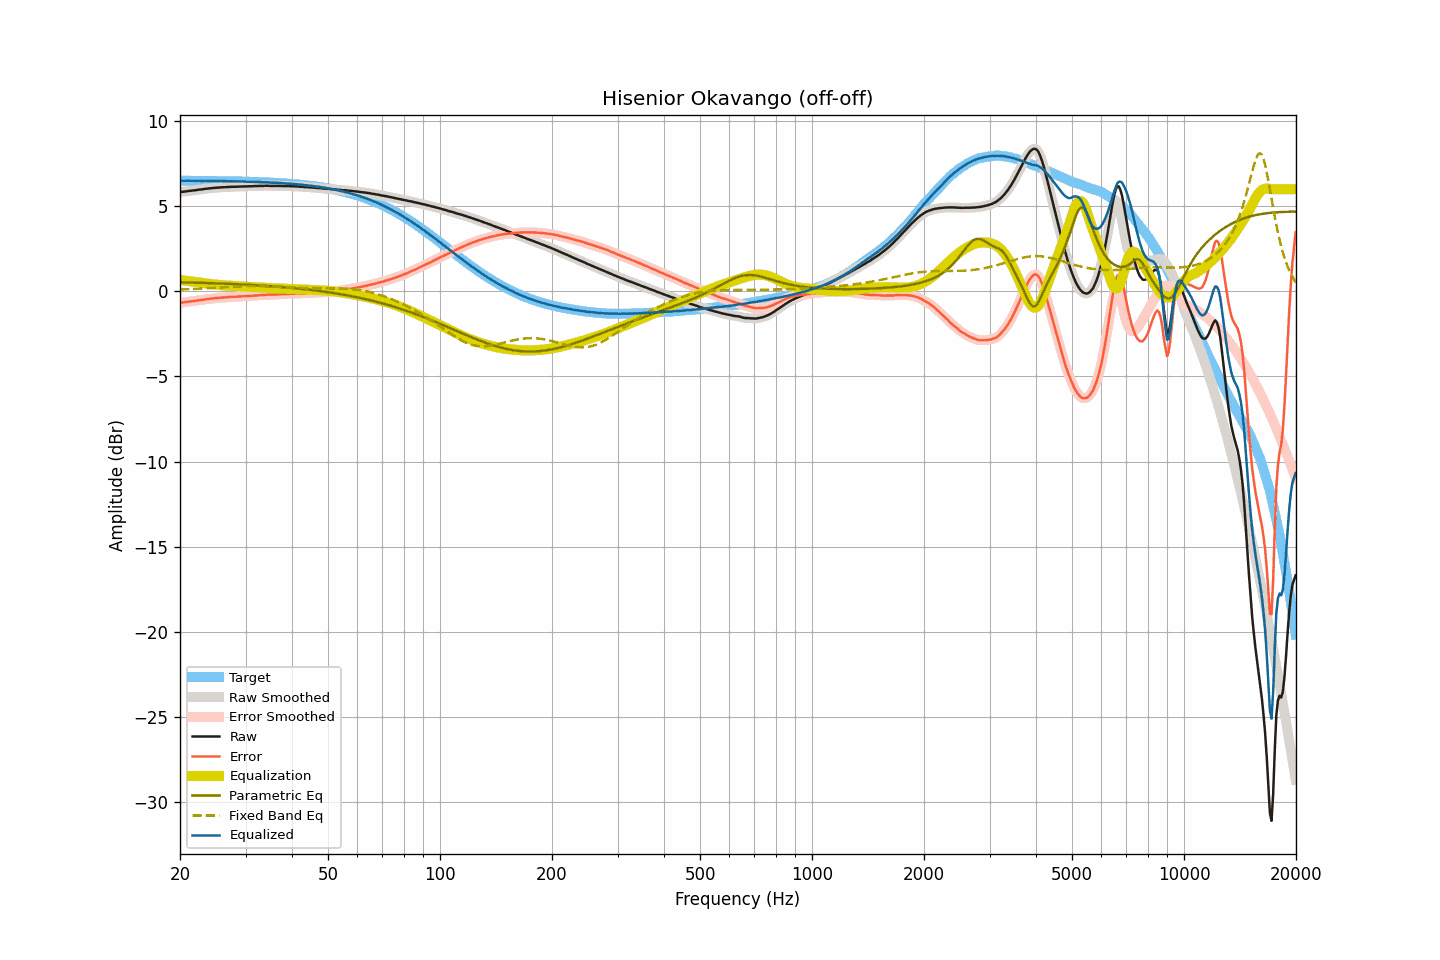 Hisenior Okavango (off-off)
10
5
0
−5
−10
−15
−20
−25
−30
Amplitude (dBr)
Target
Raw Smoothed
Error Smoothed
Raw
Error
Equalization
Parametric Eq
Fixed Band Eq
Equalized
20 50 100 200 500 1000 2000 5000 10000 20000
Frequency (Hz)